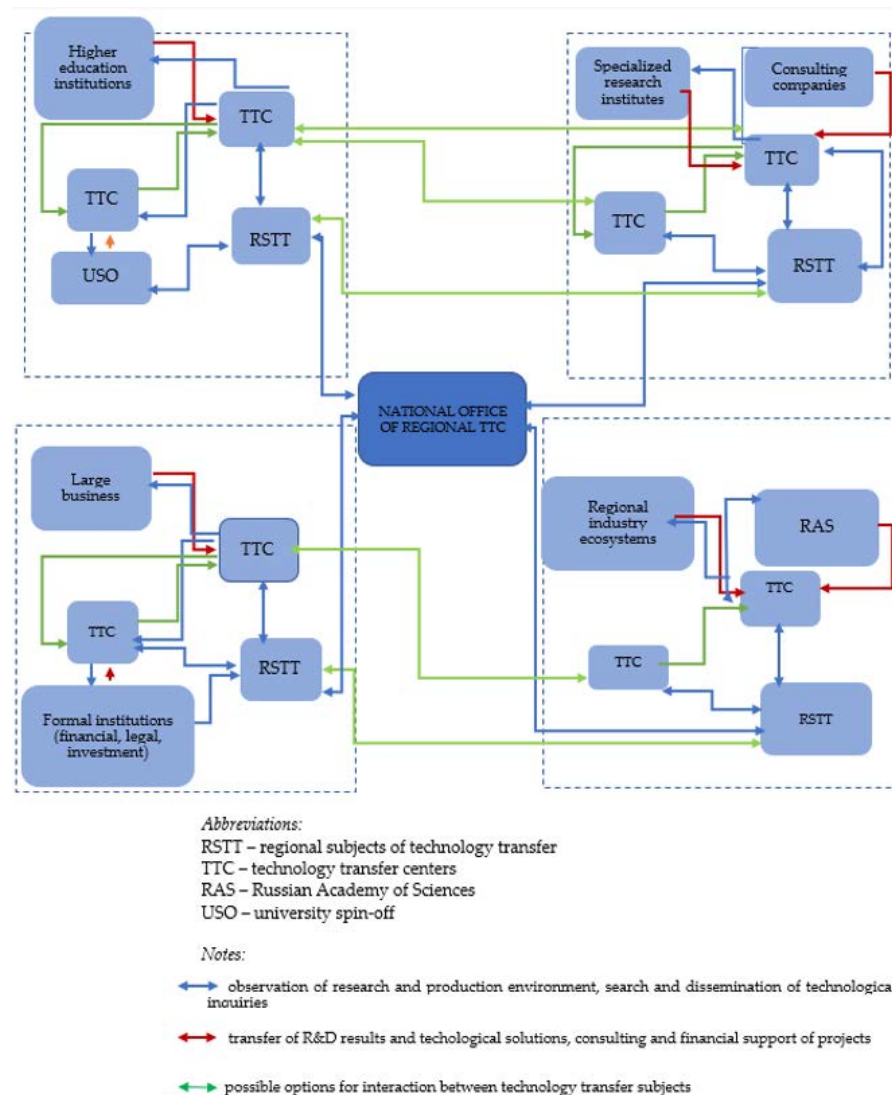 Higher
education
institutions
TTC
TTC
RSTT
USO
Specialized
research
institutes
Consulting
companies
TTC
TTC
RSTT
NATIONAL OFFICE
OF REGIONAL TTC
Large
business
TTC
TTC
RSTT
Formal institutions
(financial, legal,
investment)
Regional
industry
ecosystems
RAS
TTC
TTC
RSTT
Abbreviations:
RSTT – regional subjects of technology transfer
TTC – technology transfer centers
RAS – Russian Academy of Sciences
USO – university spin-off
Notes:
observation of research and production environment, search and dissemination of technological
inquiries
transfer of R&D results and techological solutions, consulting and financial support of projects
possible options for interaction between technology transfer subjects